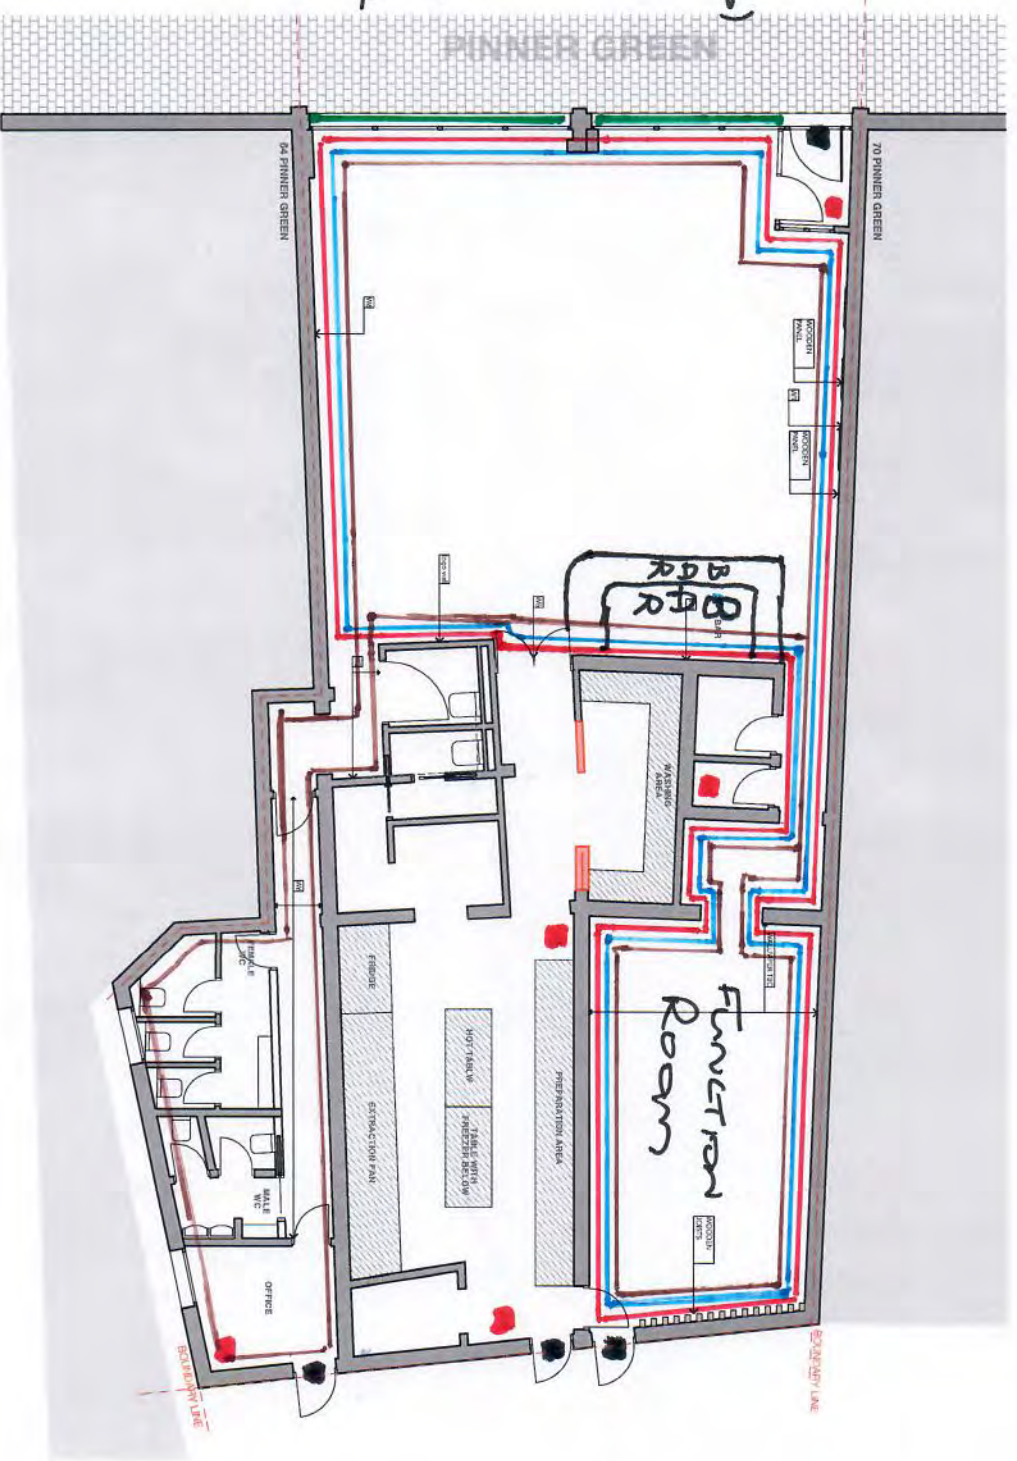 PINNER GREEN
64 PINNER GREEN
70 PINNER GREEN
WOODEN
PANEL
WOODEN
PANEL
BAR
BAR
BAR
WASHING
AREA
FEMALE
WC
FRIDGE
HOT TABLW
PREPARATION AREA
FUNCTION
ROOM
EXTRACTION FAN
TABLE WITH
FREEZER BELOW
MALE
WC
WOODEN
JOISTS
OFFICE
BOUNDARY LINE
BOUNDARY LINE